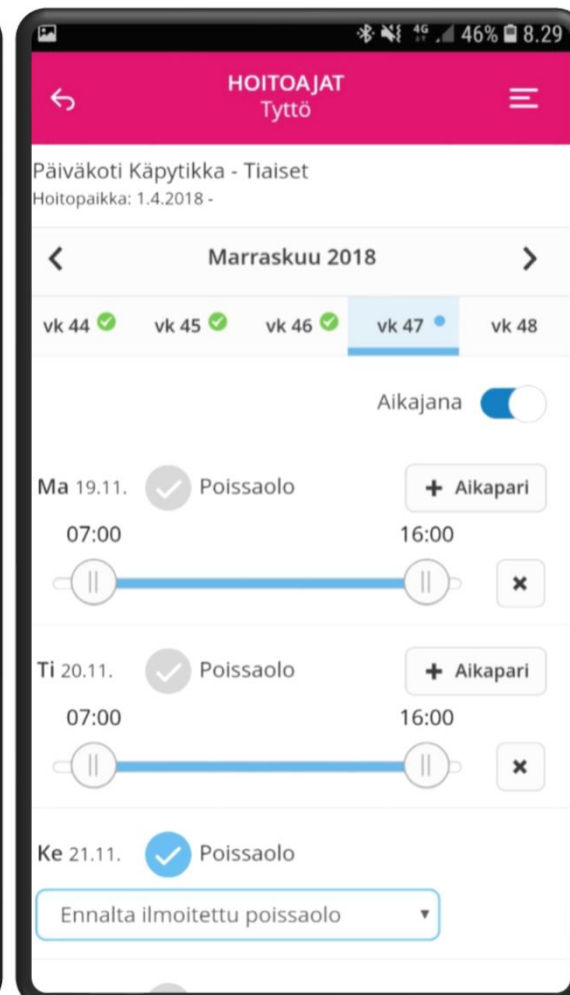 4G 46% 8.29
HOITOAJAT
Tyttö
Päiväkoti Käpytikka - Tiaiset
Hoitopaikka: 1.4.2018 -
Marraskuu 2018
vk 44 vk 45 vk 46 vk 47 vk 48
Aikajana
Ma 19.11. Poissaolo + Aikapari
07:00 16:00
Ti 20.11. Poissaolo + Aikapari
07:00 16:00
Ke 21.11. Poissaolo
Ennalta ilmoitettu poissaolo